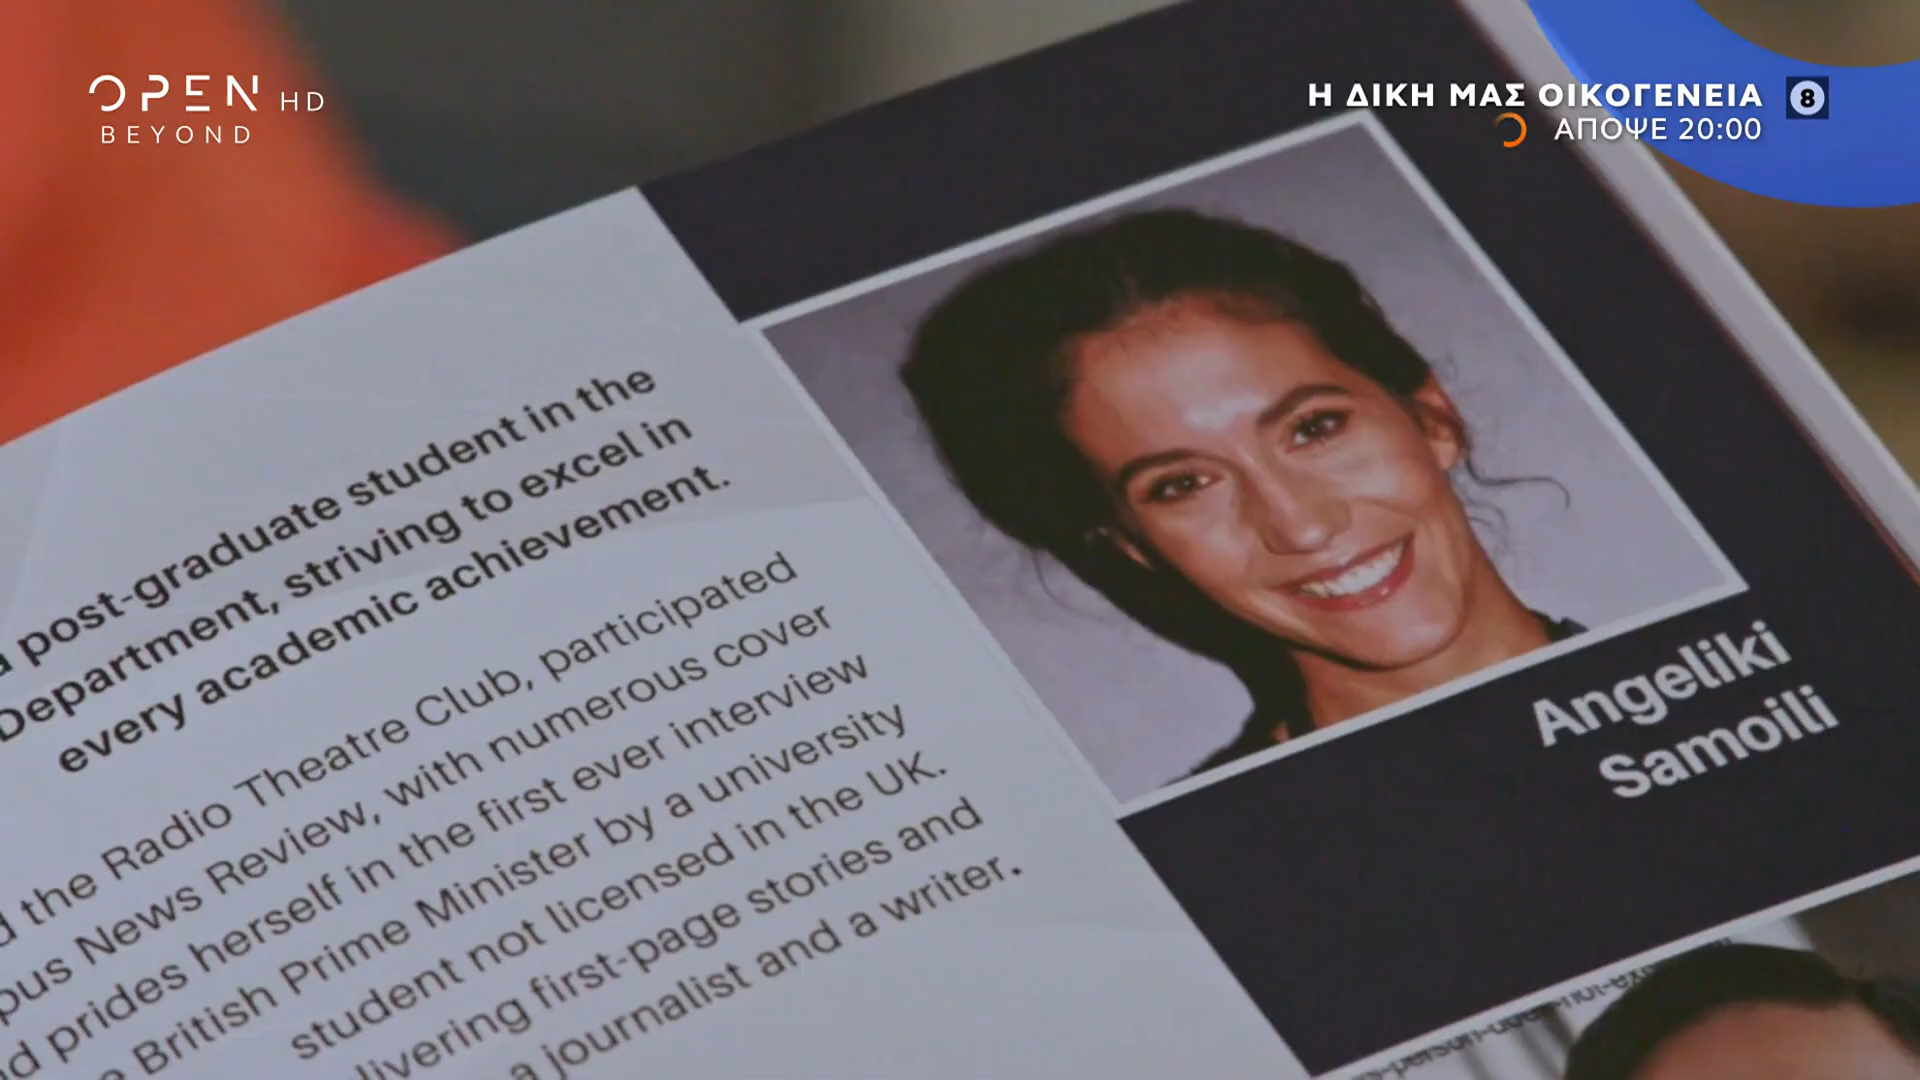 OPEN HD
BEYOND
Η ΔΙΚΗ ΜΑΣ ΟΙΚΟΓΕΝΕΙΑ 8
ΑΠΟΨΕ 20:00
a post-graduate student in the
Department, striving to excel in
every academic achievement.
the Radio Theatre Club, participated
News Review, with numerous cover
prides herself in the first ever interview
British Prime Minister by a university
student not licensed in the UK.
first-page stories and
a journalist and a writer.
Angeliki
Samoili